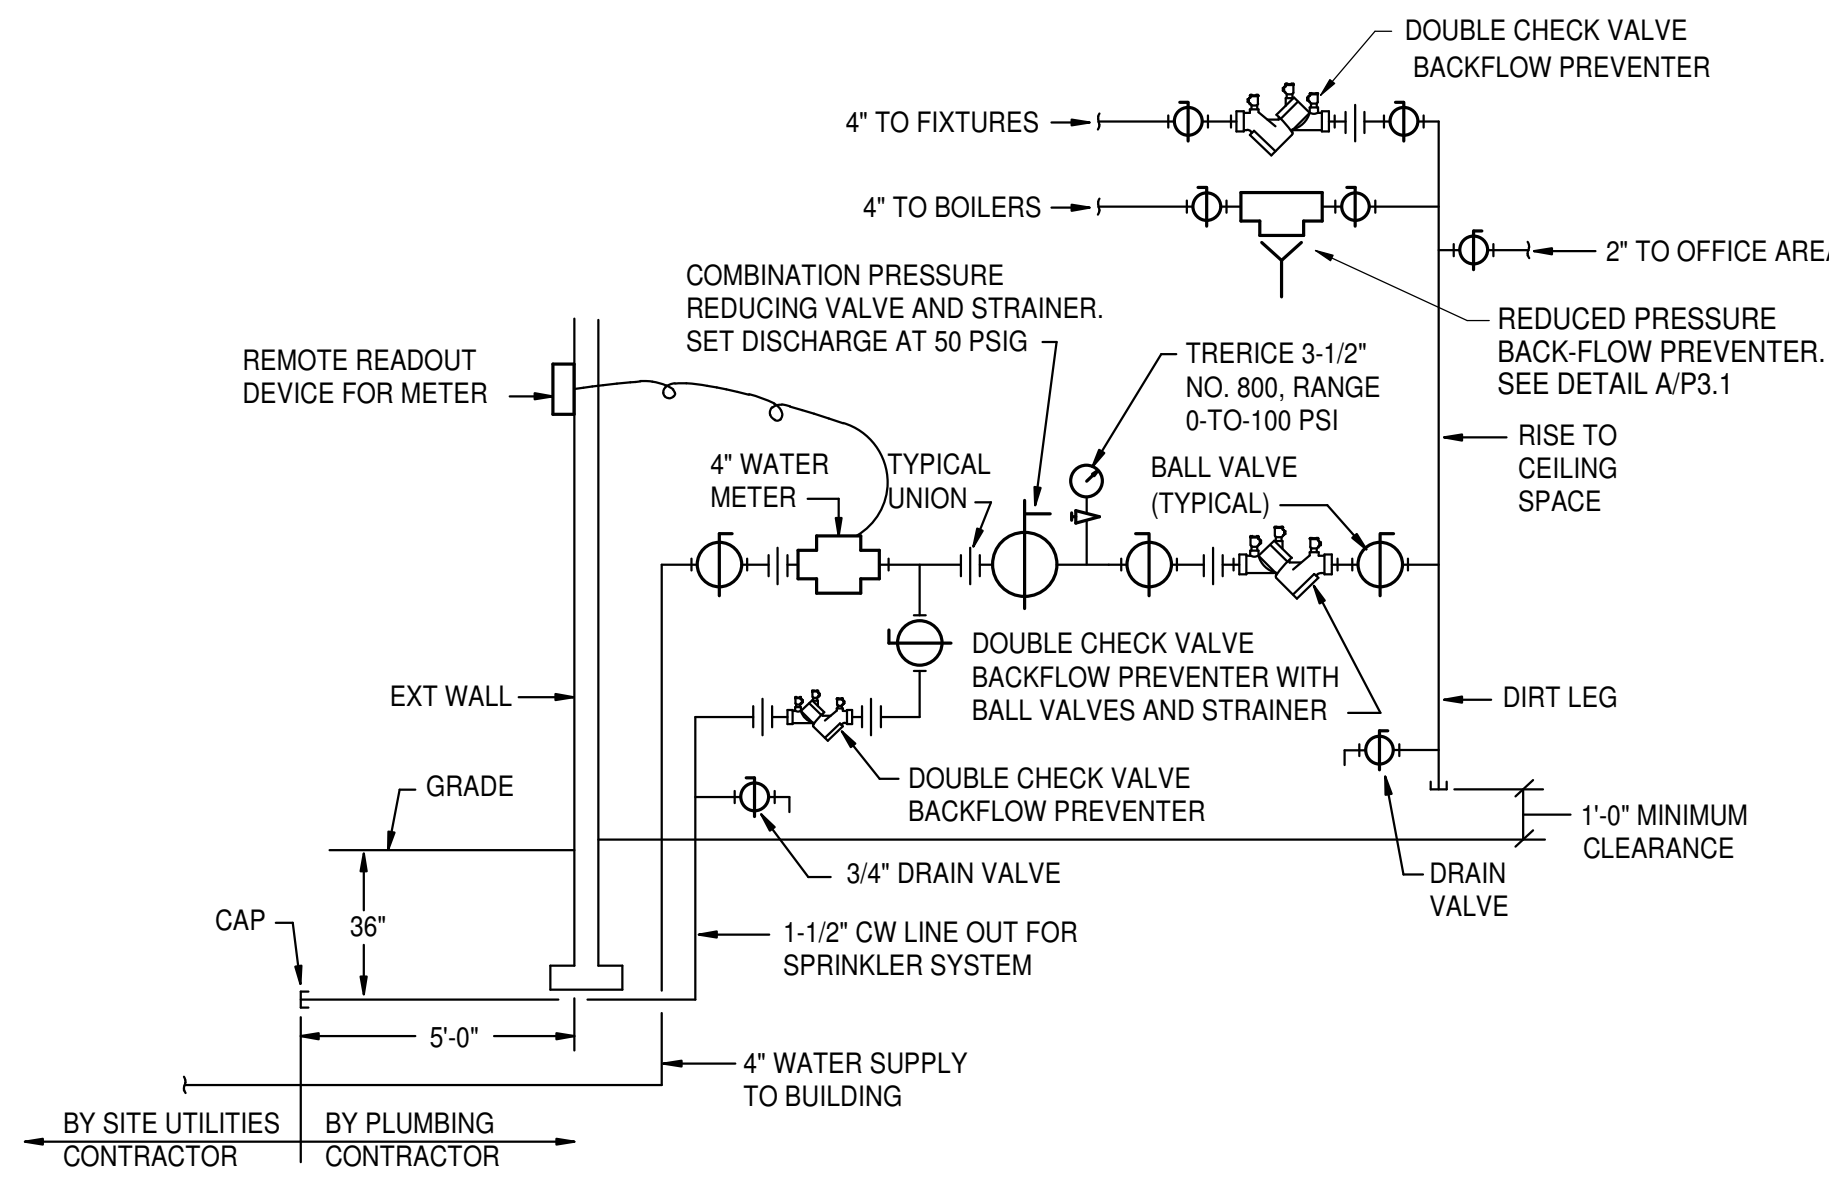 DOUBLE CHECK VALVE
BACKFLOW PREVENTER
4" TO FIXTURES
4" TO BOILERS
2" TO OFFICE AREA
COMBINATION PRESSURE
REDUCING VALVE AND STRAINER.
SET DISCHARGE AT 50 PSIG
REDUCED PRESSURE
BACK-FLOW PREVENTER.
SEE DETAIL A/P3.1
REMOTE READOUT
DEVICE FOR METER
TRERICE 3-1/2"
NO. 800, RANGE
0-TO-100 PSI
RISE TO
CEILING
SPACE
4" WATER
METER
TYPICAL
UNION
BALL VALVE
(TYPICAL)
DOUBLE CHECK VALVE
BACKFLOW PREVENTER WITH
BALL VALVES AND STRAINER
EXT WALL
DIRT LEG
DOUBLE CHECK VALVE
BACKFLOW PREVENTER
GRADE
1'-0" MINIMUM
CLEARANCE
3/4" DRAIN VALVE
DRAIN
VALVE
CAP
36"
1-1/2" CW LINE OUT FOR
SPRINKLER SYSTEM
5'-0"
4" WATER SUPPLY
TO BUILDING
BY SITE UTILITIES
CONTRACTOR
BY PLUMBING
CONTRACTOR